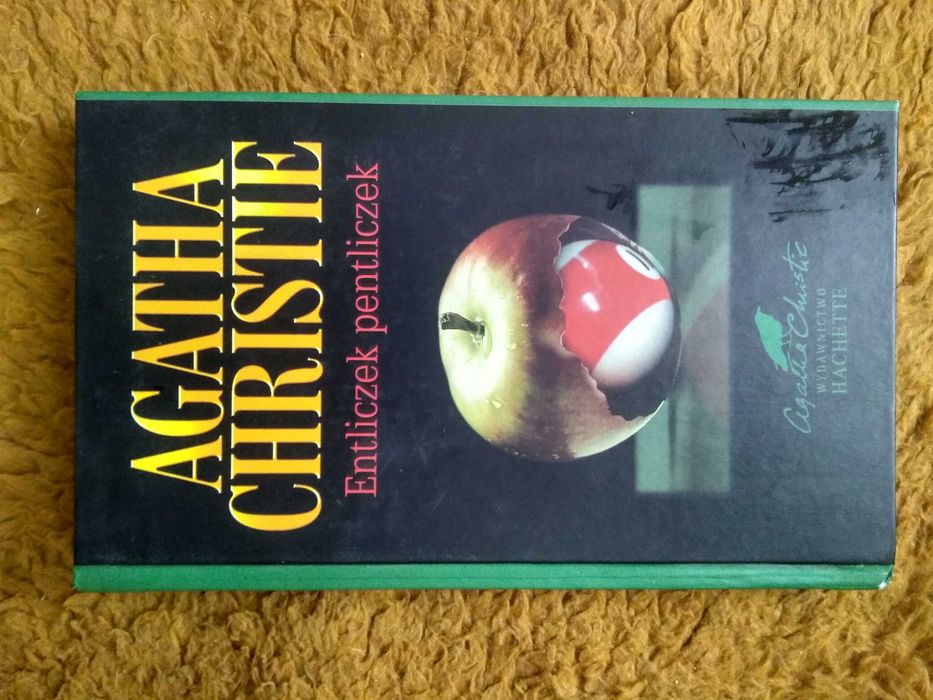 AGATHA
CHRISTIE
Entliczek pentliczek
Agatha Christie
WYDAWNICTWO
HACHETTE